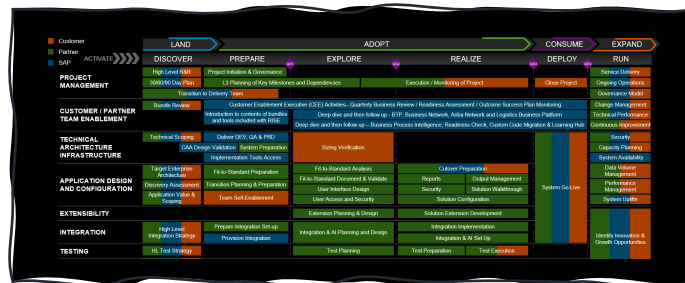 Customer
Partner
SAP
ACTIVATE
LAND
ADOPT
CONSUME
EXPAND
DISCOVER
PREPARE
EXPLORE
REALIZE
DEPLOY
RUN
PROJECT
MANAGEMENT
High Level R&R
Project Initiation & Governance
Service Delivery
30/60/90 Day Plan
L3 Planning of Key Milestones and Dependencies
Execution / Monitoring of Project
Close Project
Ongoing Operations
Transition to Delivery Team
Governance Model
CUSTOMER / PARTNER
TEAM ENABLEMENT
Bundle Review
Customer Enablement Executive (CEE) Activities– Quarterly Business Review / Readiness Assessment / Outcome Success Plan Monitoring
Change Management
Introduction to contents of bundles
and tools included with RISE
Deep dive and then follow up - BTP, Business Network, Ariba Network and Logistics Business Platform
Technical Performance
Deep dive and then follow up – Business Process Intelligence, Readiness Check, Custom Code Migration & Learning Hub
Continuous Improvement
TECHNICAL
ARCHITECTURE
INFRASTRUCTURE
Technical Scoping
Deliver DEV, QA & PRD
Sizing Verification
Security
CAA Design Validation
System Preparation
Capacity Planning
Implementation Tools Access
System Availability
APPLICATION DESIGN
AND CONFIGURATION
Target Enterprise
Architecture
Fit-to-Standard Preparation
Fit-to-Standard Analysis
Cutover Preparation
System Go-Live
Data Volume
Management
Discovery Assessment
Transition Planning & Preparation
Fit-to-Standard Document & Validate
Reports
Output Management
Performance
Management
User Interface Design
Security
Solution Walkthrough
Application Value &
Scoping
Team Self-Enablement
User Access and Security
Solution Configuration
System Uplifts
EXTENSIBILITY
Extension Planning & Design
Solution Extension Development
INTEGRATION
High Level
Integration Strategy
Prepare Integration Set-up
Integration & AI Planning and Design
Integration Implementation
Identify Innovation &
Growth Opportunities
Provision Integration
Integration & AI Set Up
TESTING
HL Test Strategy
Test Planning
Test Preparation
Test Execution